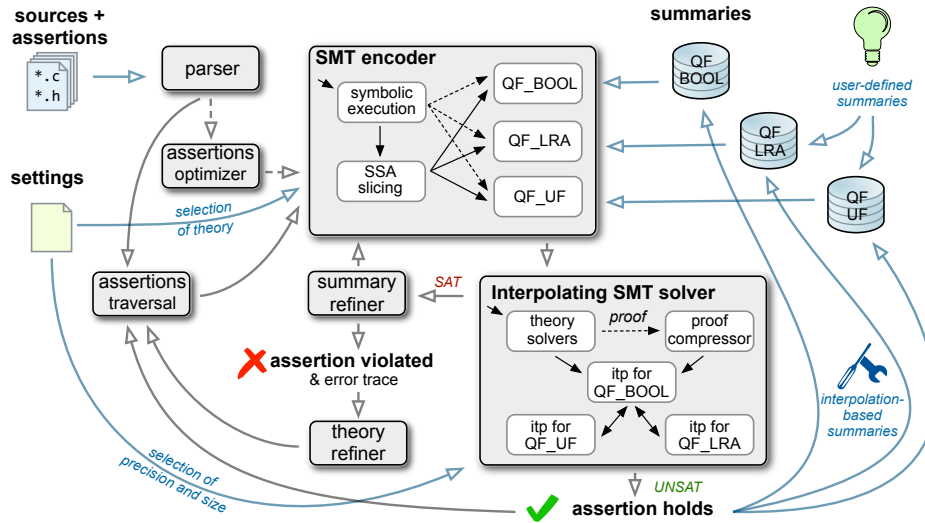 sources +
assertions
*.c
*.h
parser
assertions
optimizer
settings
selection
of theory
assertions
traversal
SMT encoder
symbolic
execution
SSA
slicing
QF_BOOL
QF_LRA
QF_UF
summaries
QF
BOOL
QF
LRA
QF
UF
user-defined
summaries
summary
refiner
SAT
assertion violated
& error trace
theory
refiner
Interpolating SMT solver
theory
solvers
proof
proof
compressor
itp for
QF_BOOL
itp for
QF_UF
itp for
QF_LRA
interpolation-
based
summaries
selection of
precision and size
UNSAT
assertion holds